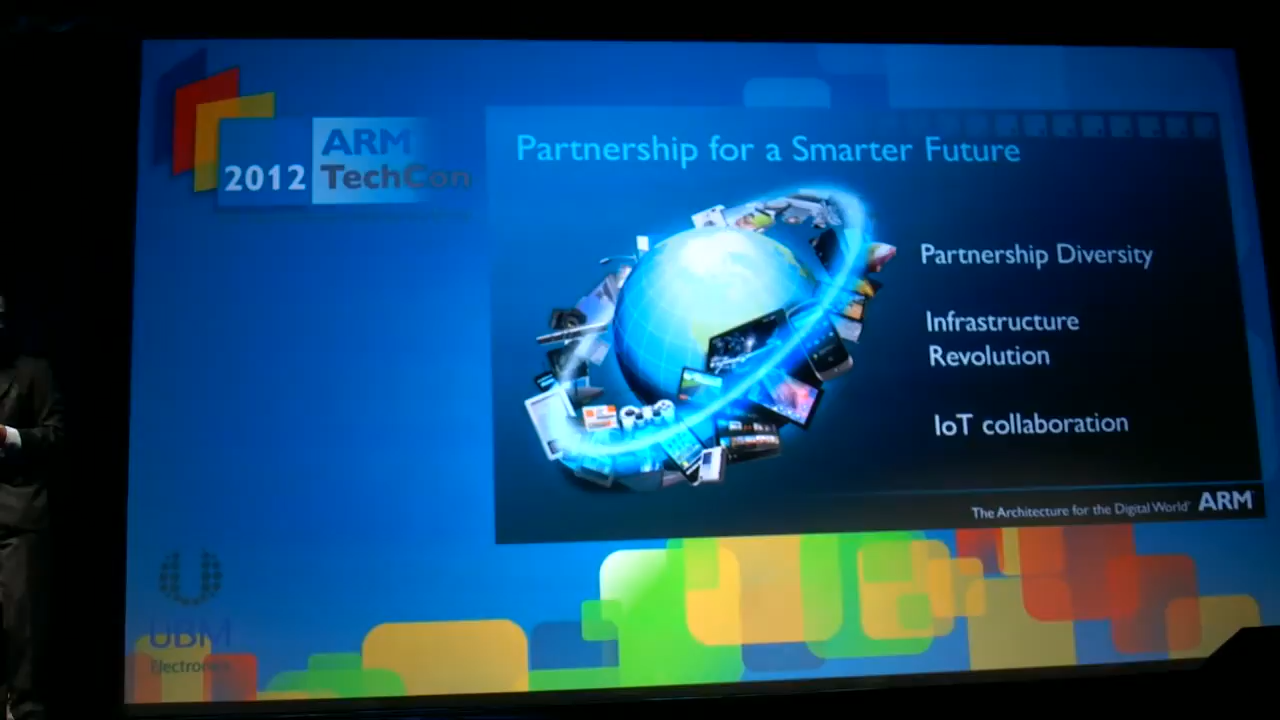 ARM
2012 TechCon
Partnership for a Smarter Future
Partnership Diversity
Infrastructure
Revolution
IoT collaboration
The Architecture for the Digital World® ARM
UBM
Electronics